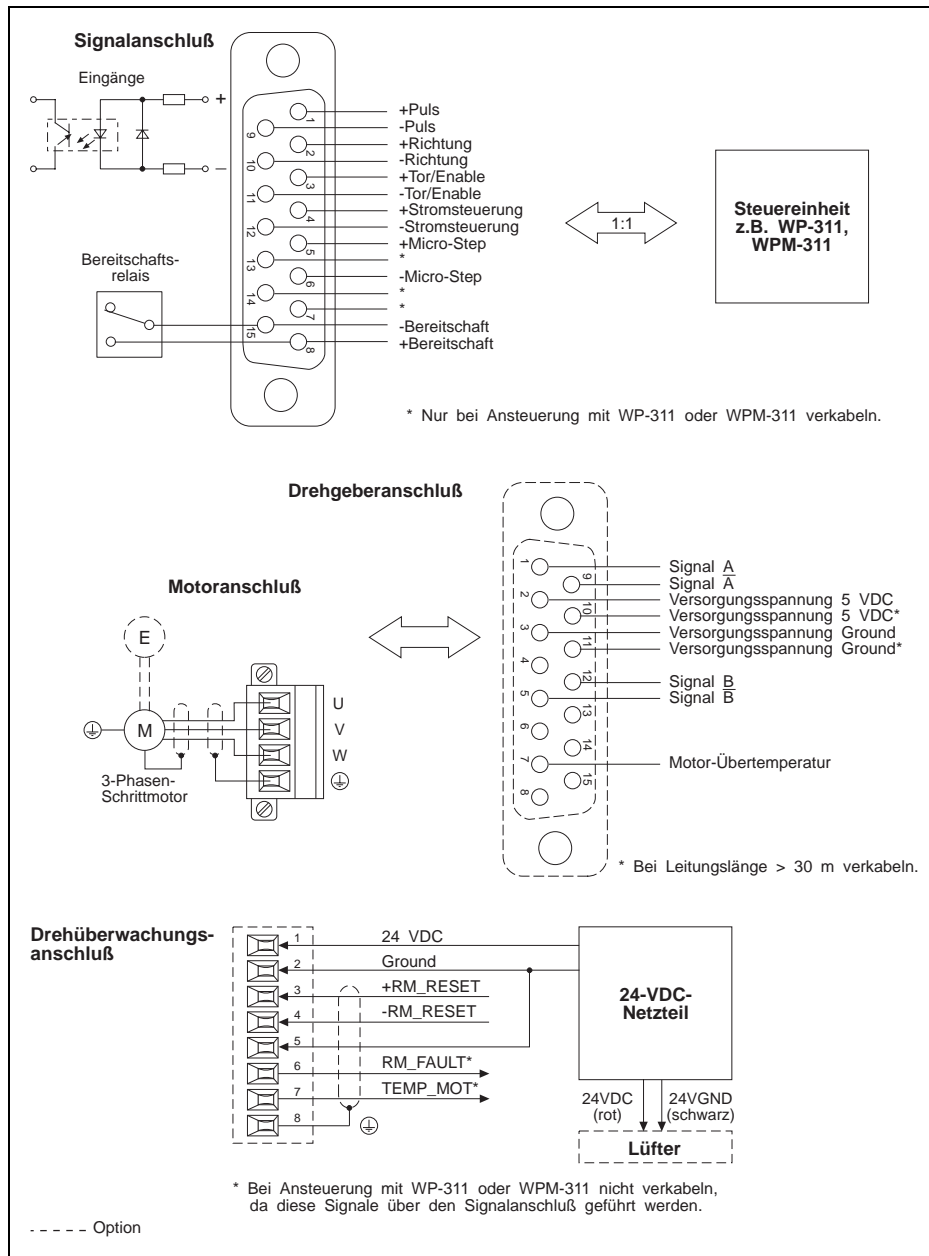 Signalanschluß
Eingänge
+
−
Bereitschafts-
relais
1
9
2
10
3
11
4
12
5
13
6
14
7
15
8
+Puls
-Puls
+Richtung
-Richtung
+Tor/Enable
-Tor/Enable
+Stromsteuerung
-Stromsteuerung
+Micro-Step
*
-Micro-Step
*
*
-Bereitschaft
+Bereitschaft
1:1
Steuereinheit
z.B. WP-311,
WPM-311
* Nur bei Ansteuerung mit WP-311 oder WPM-311 verkabeln.
Drehgeberanschluß
Motoranschluß
E
M
3-Phasen-
Schrittmotor
U
V
W
1
9
2
10
3
11
4
12
5
13
6
14
7
15
8
Signal A
Signal A̅
Versorgungsspannung 5 VDC
Versorgungsspannung 5 VDC*
Versorgungsspannung Ground
Versorgungsspannung Ground*
Signal B
Signal B̅
Motor-Übertemperatur
* Bei Leitungslänge > 30 m verkabeln.
Drehüberwachungs-
anschluß
1 24 VDC
2 Ground
3 +RM_RESET
4 -RM_RESET
5
6 RM_FAULT*
7 TEMP_MOT*
8
24-VDC-
Netzteil
24VDC
(rot)
24VGND
(schwarz)
Lüfter
* Bei Ansteuerung mit WP-311 oder WPM-311 nicht verkabeln,
da diese Signale über den Signalanschluß geführt werden.
- - - - - Option